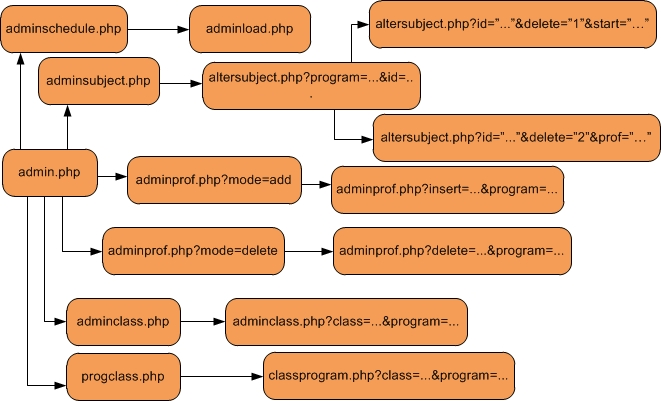 adminschedule.php
adminload.php
altersubject.php?id="..."&delete="1"&start="..."
adminsubject.php
altersubject.php?program=...&id=..
.
altersubject.php?id="..."&delete="2"&prof="..."
admin.php
adminprof.php?mode=add
adminprof.php?insert=...&program=...
adminprof.php?mode=delete
adminprof.php?delete=...&program=...
adminclass.php
adminclass.php?class=...&program=...
progclass.php
classprogram.php?class=...&program=...